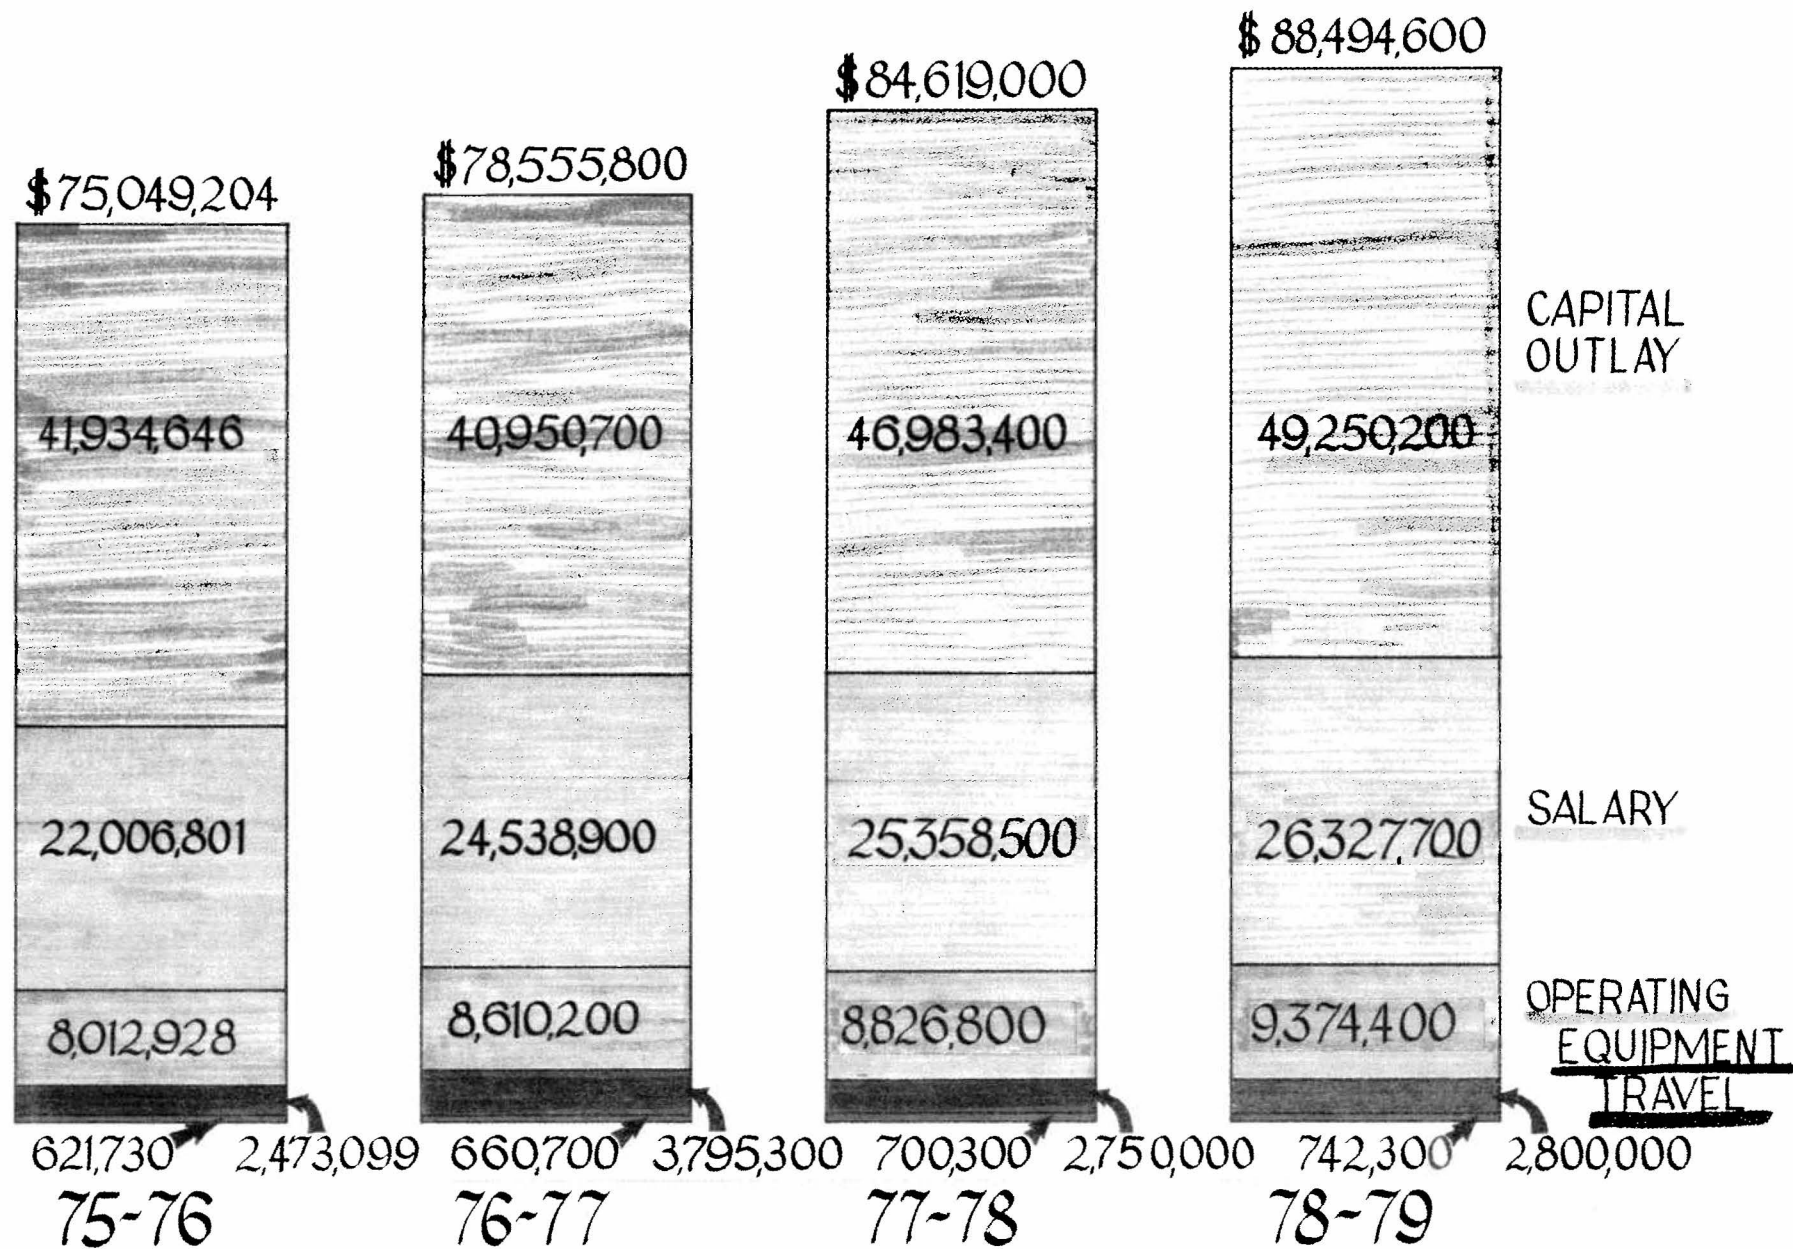 $75,049,204
$78,555,800
$84,619,000
$88,494,600
CAPITAL
OUTLAY
41,934,646
40,950,700
46,983,400
49,250,200
SALARY
22,006,801
24,538,900
25,358,500
26,327,700
OPERATING
EQUIPMENT
TRAVEL
8,012,928
8,610,200
8,826,800
9,374,400
621,730 2,473,099 660,700 3,795,300 700,300 2,750,000 742,300 2,800,000
75-76 76-77 77-78 78-79